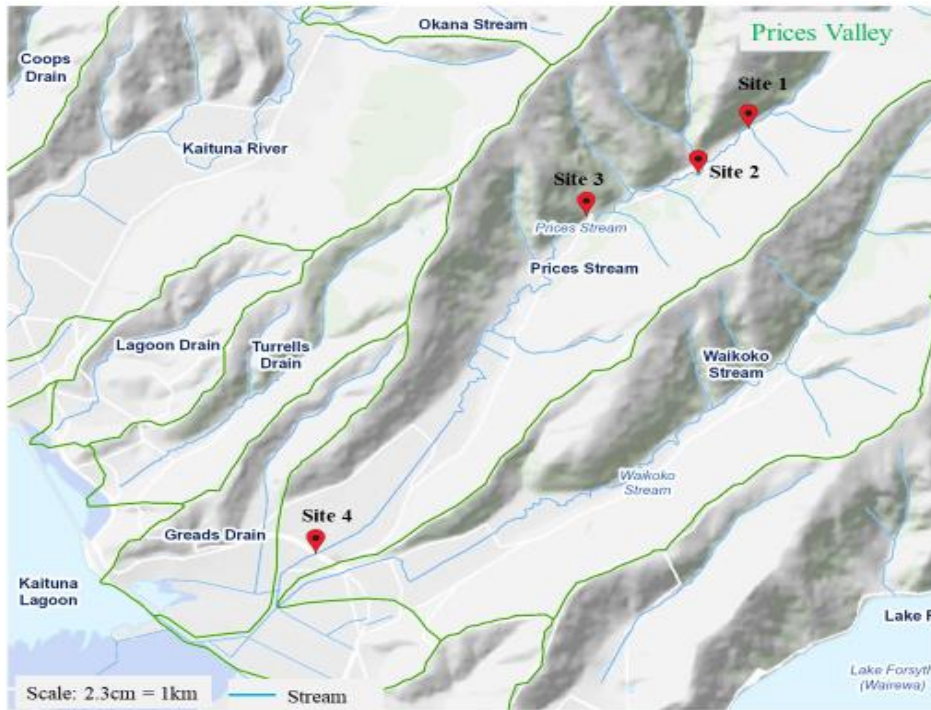 Okana Stream
Prices Valley
Coops
Drain
Site 1
Kaituna River
Site 2
Site 3
Prices Stream
Prices Stream
Lagoon Drain
Turrells
Drain
Waikoko
Stream
Waikoko
Stream
Site 4
Greads Drain
Kaituna
Lagoon
Lake F
Lake Forsyth
(Wairewa)
Scale: 2.3cm = 1km
Stream